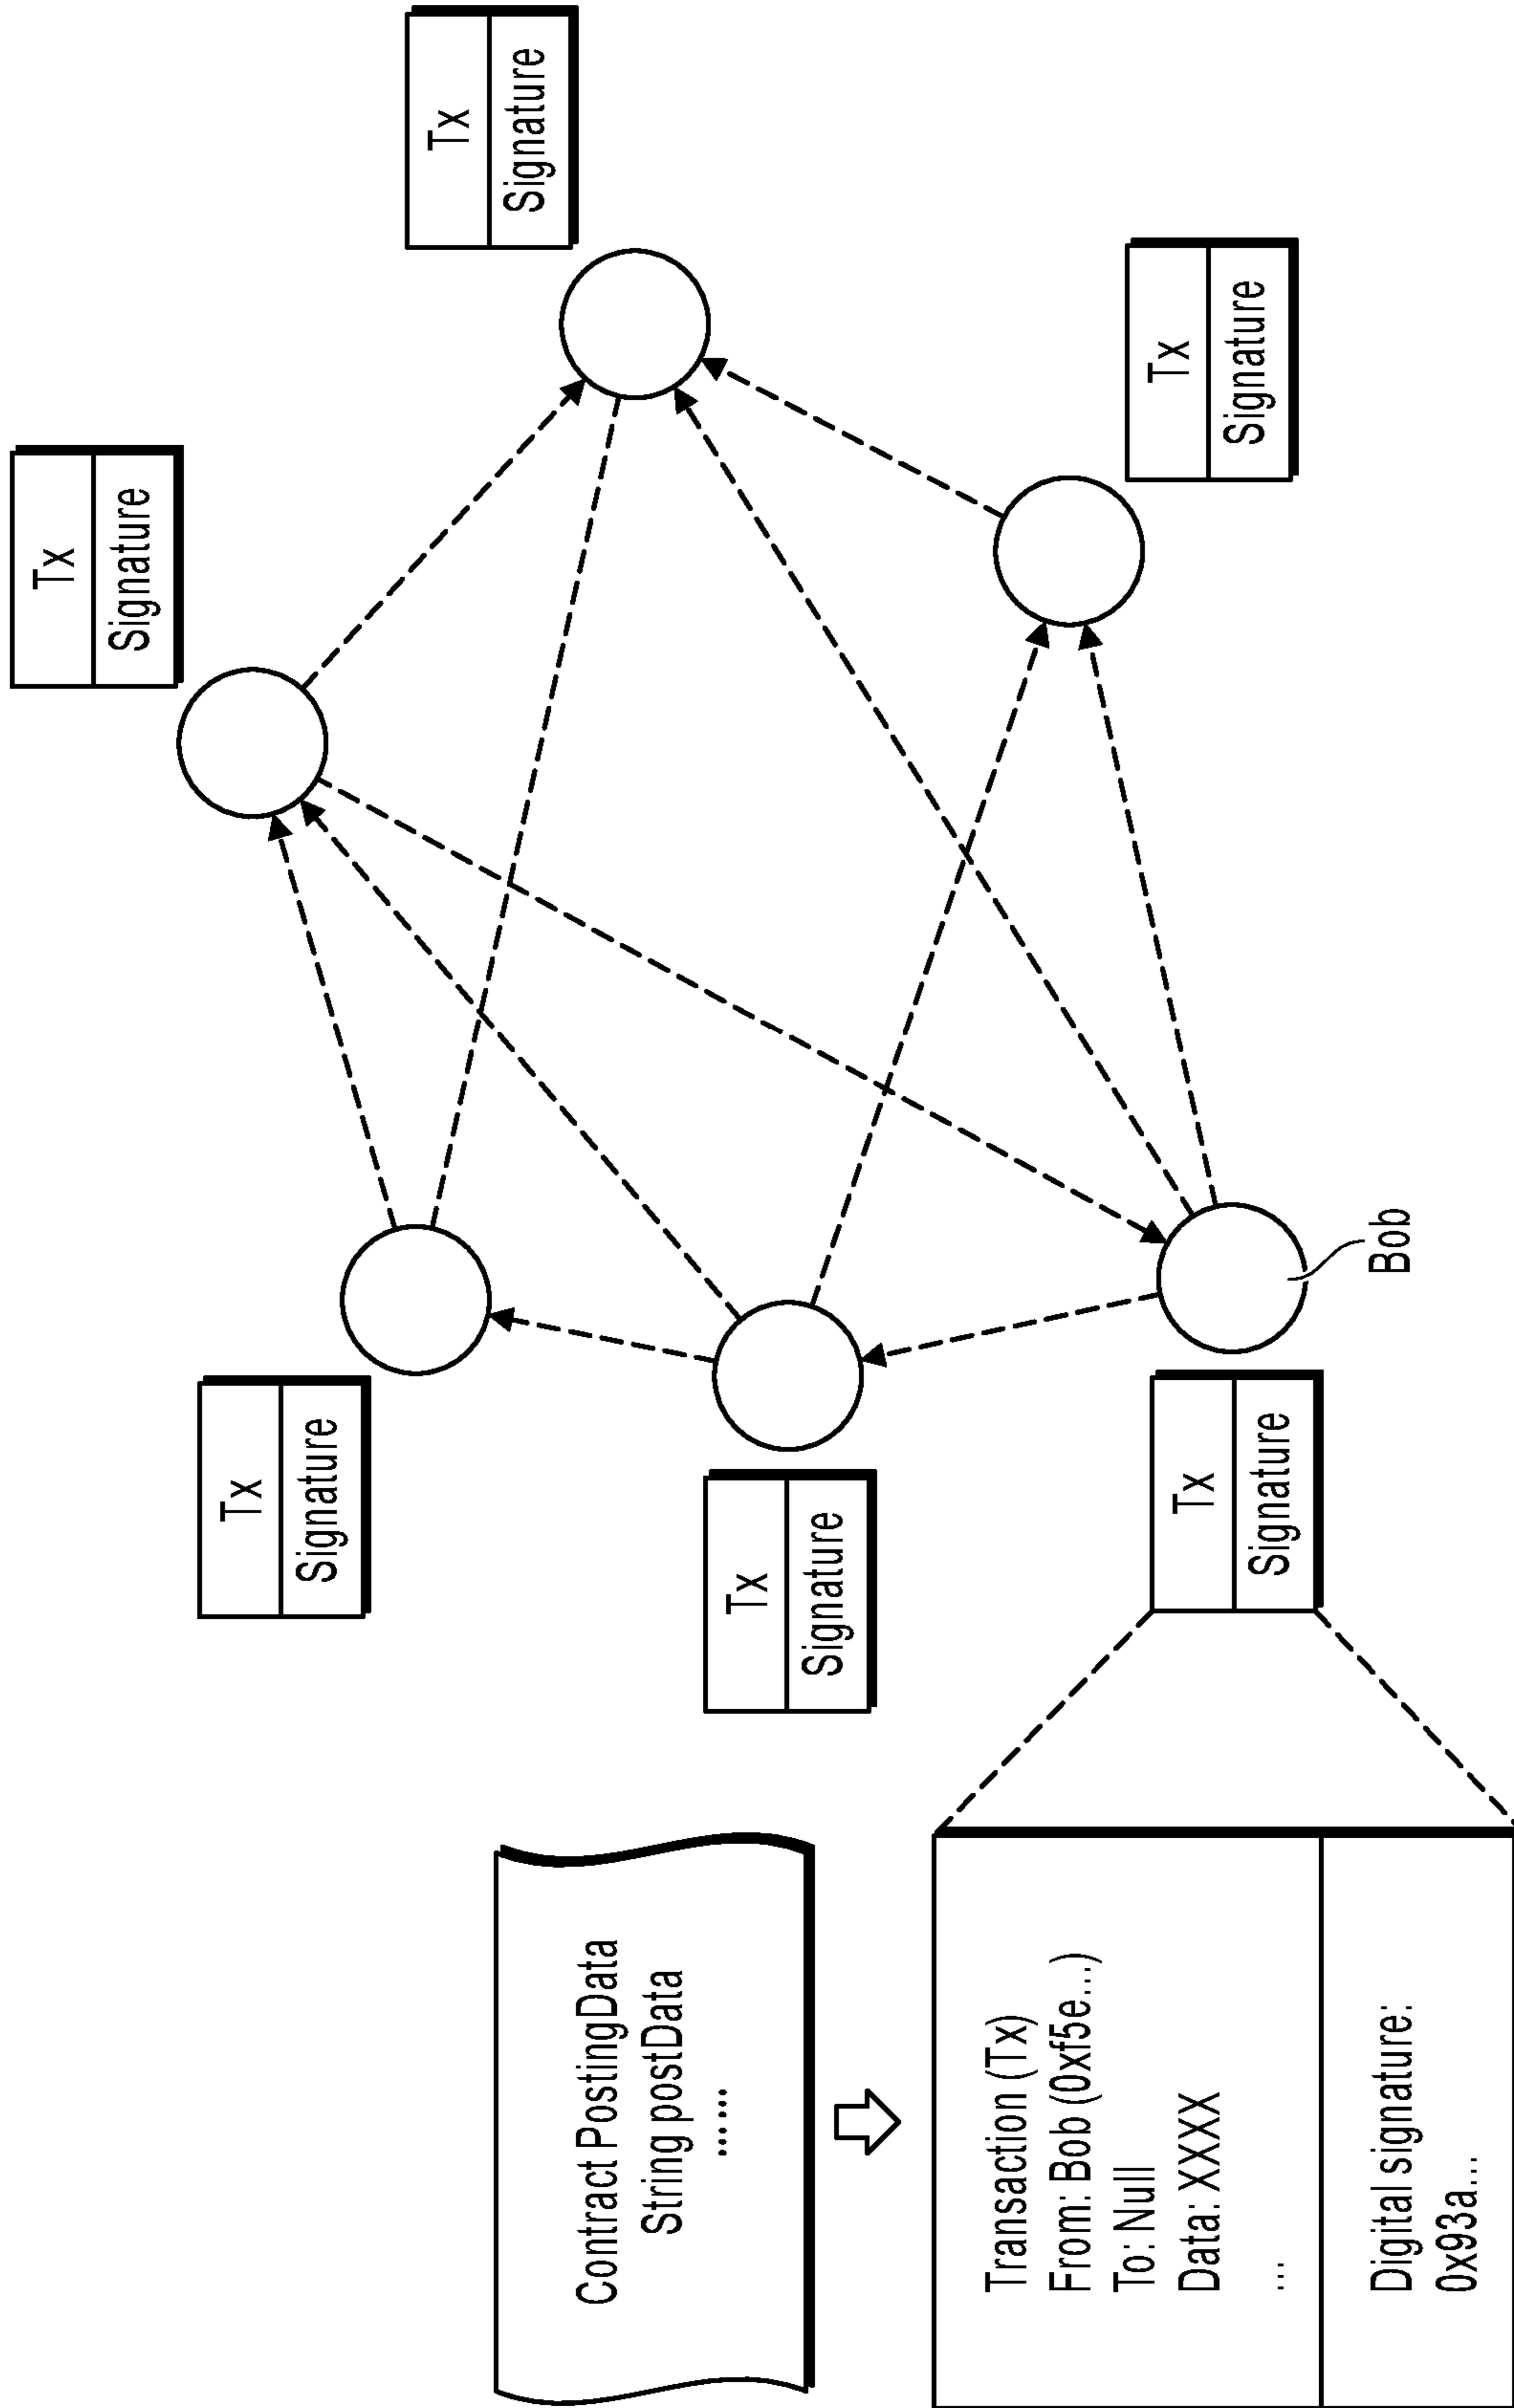 Contract PostingData
String postData
......
Transaction (Tx)
From: Bob (0xf5e...)
To: Null
Data: XXXX
...
Digital signature:
0x93a...
Tx
Signature
Tx
Signature
Tx
Signature
Bob
Tx
Signature
Tx
Signature
Tx
Signature